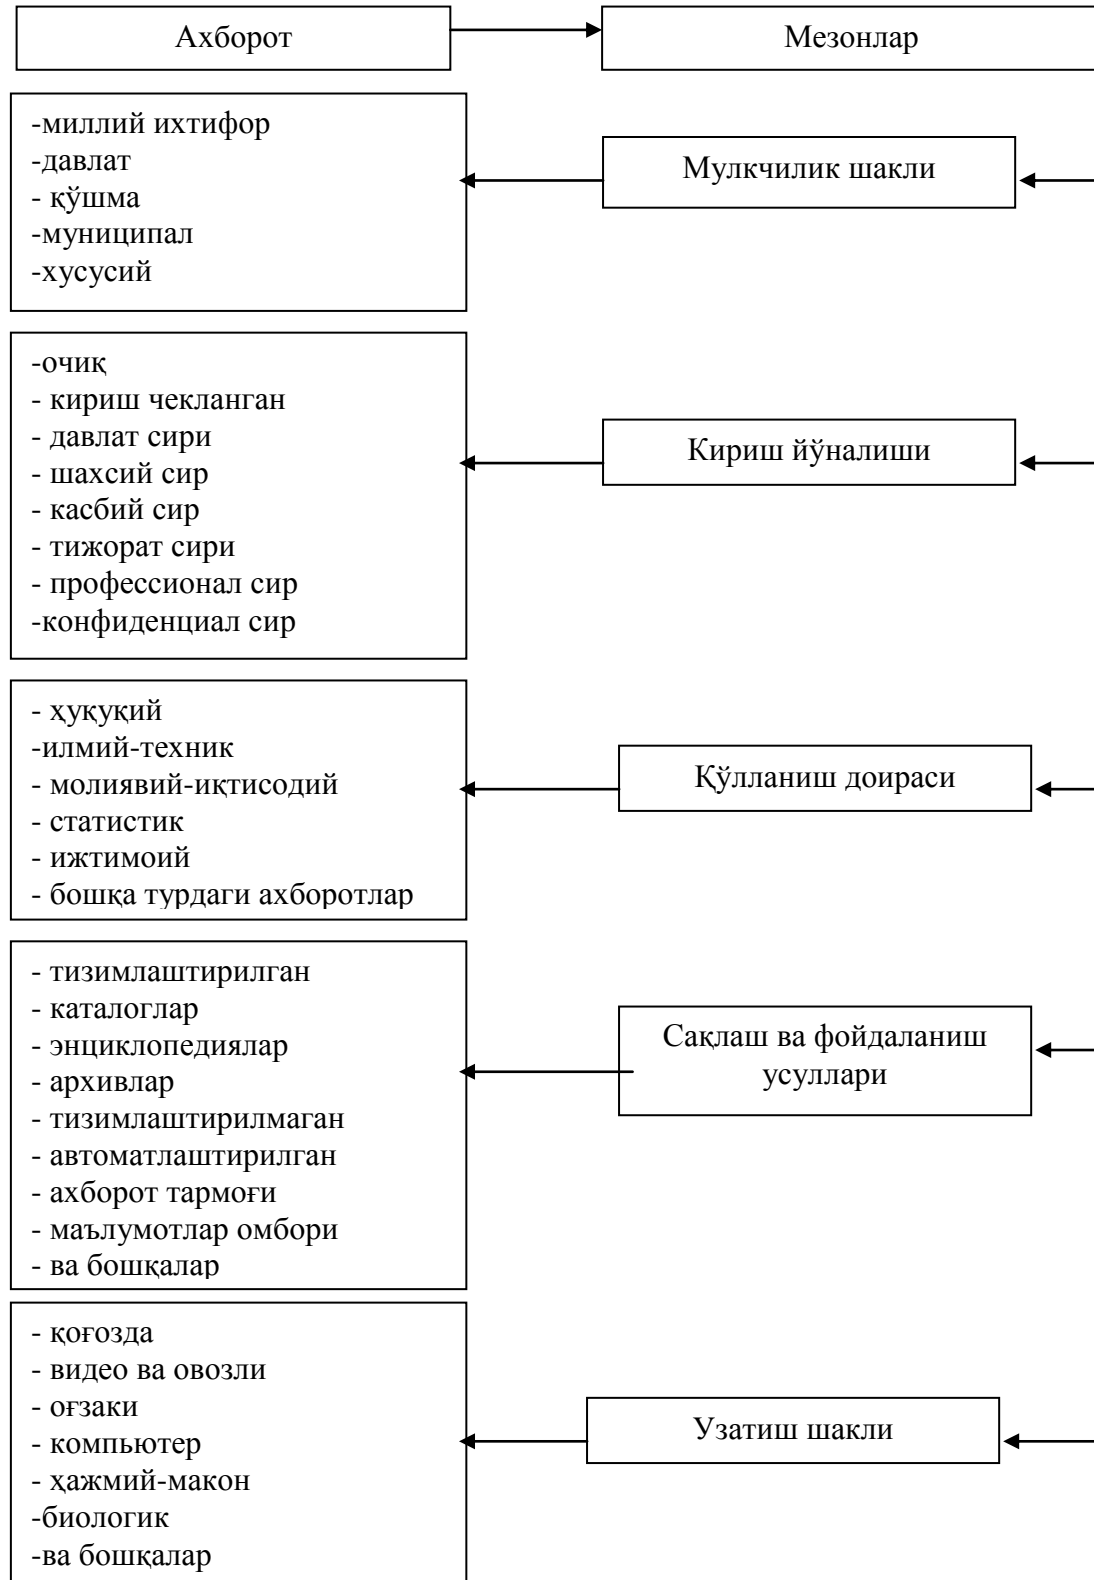 Ахборот
Мезонлар
-миллий ихтифор
-давлат
- қўшма
-муниципал
-хусусий
Мулкчилик шакли
-очиқ
- кириш чекланган
- давлат сири
- шахсий сир
- касбий сир
- тижорат сири
- профессионал сир
-конфиденциал сир
Кириш йўналиши
- ҳуқуқий
-илмий-техник
- молиявий-иқтисодий
- статистик
- ижтимоий
- бошқа турдаги ахборотлар
Қўлланиш доираси
- тизимлаштирилган
- каталоглар
- энциклопедиялар
- архивлар
- тизимлаштирилмаган
- автоматлаштирилган
- ахборот тармоғи
- маълумотлар омбори
- ва бошқалар
Сақлаш ва фойдаланиш
усуллари
- қоғозда
- видео ва овозли
- оғзаки
- компьютер
- ҳажмий-макон
-биологик
-ва бошқалар
Узатиш шакли